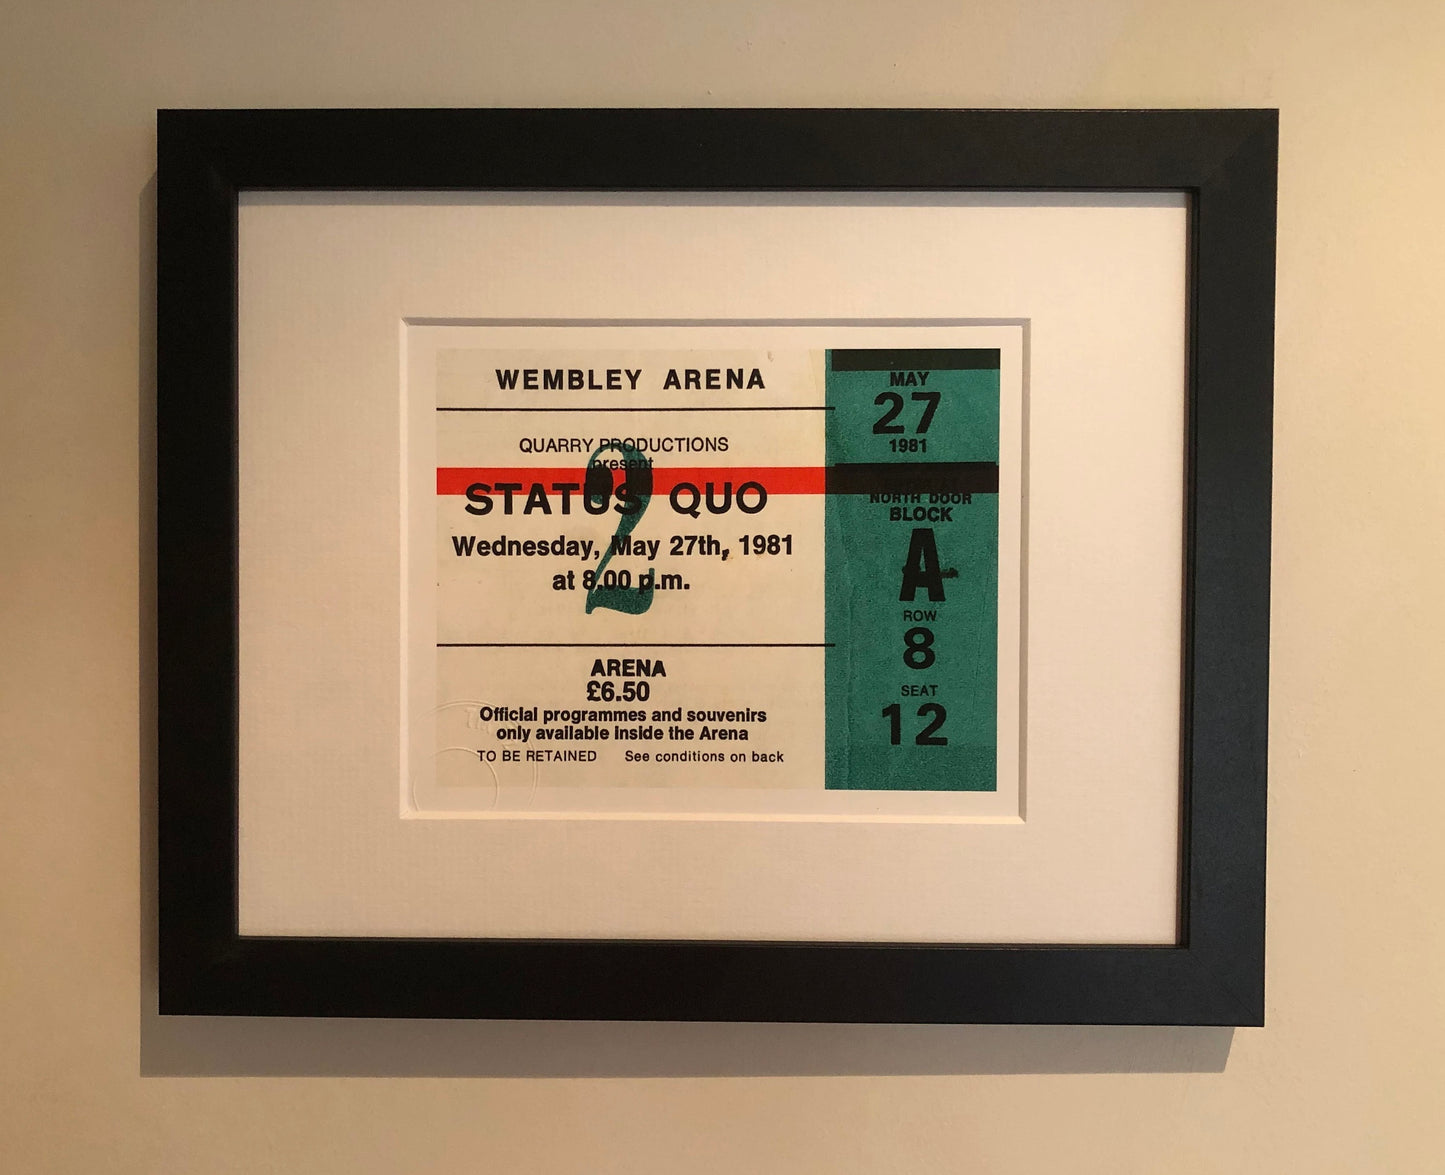 WEMBLEY ARENA
QUARRY PRODUCTIONS
present
STATUS QUO
Wednesday, May 27th, 1981
at 8.00 p.m.
2
ARENA
£6.50
Official programmes and souvenirs
only available inside the Arena
TO BE RETAINED See conditions on back
MAY
27
1981
NORTH DOOR
BLOCK
A
ROW
8
SEAT
12